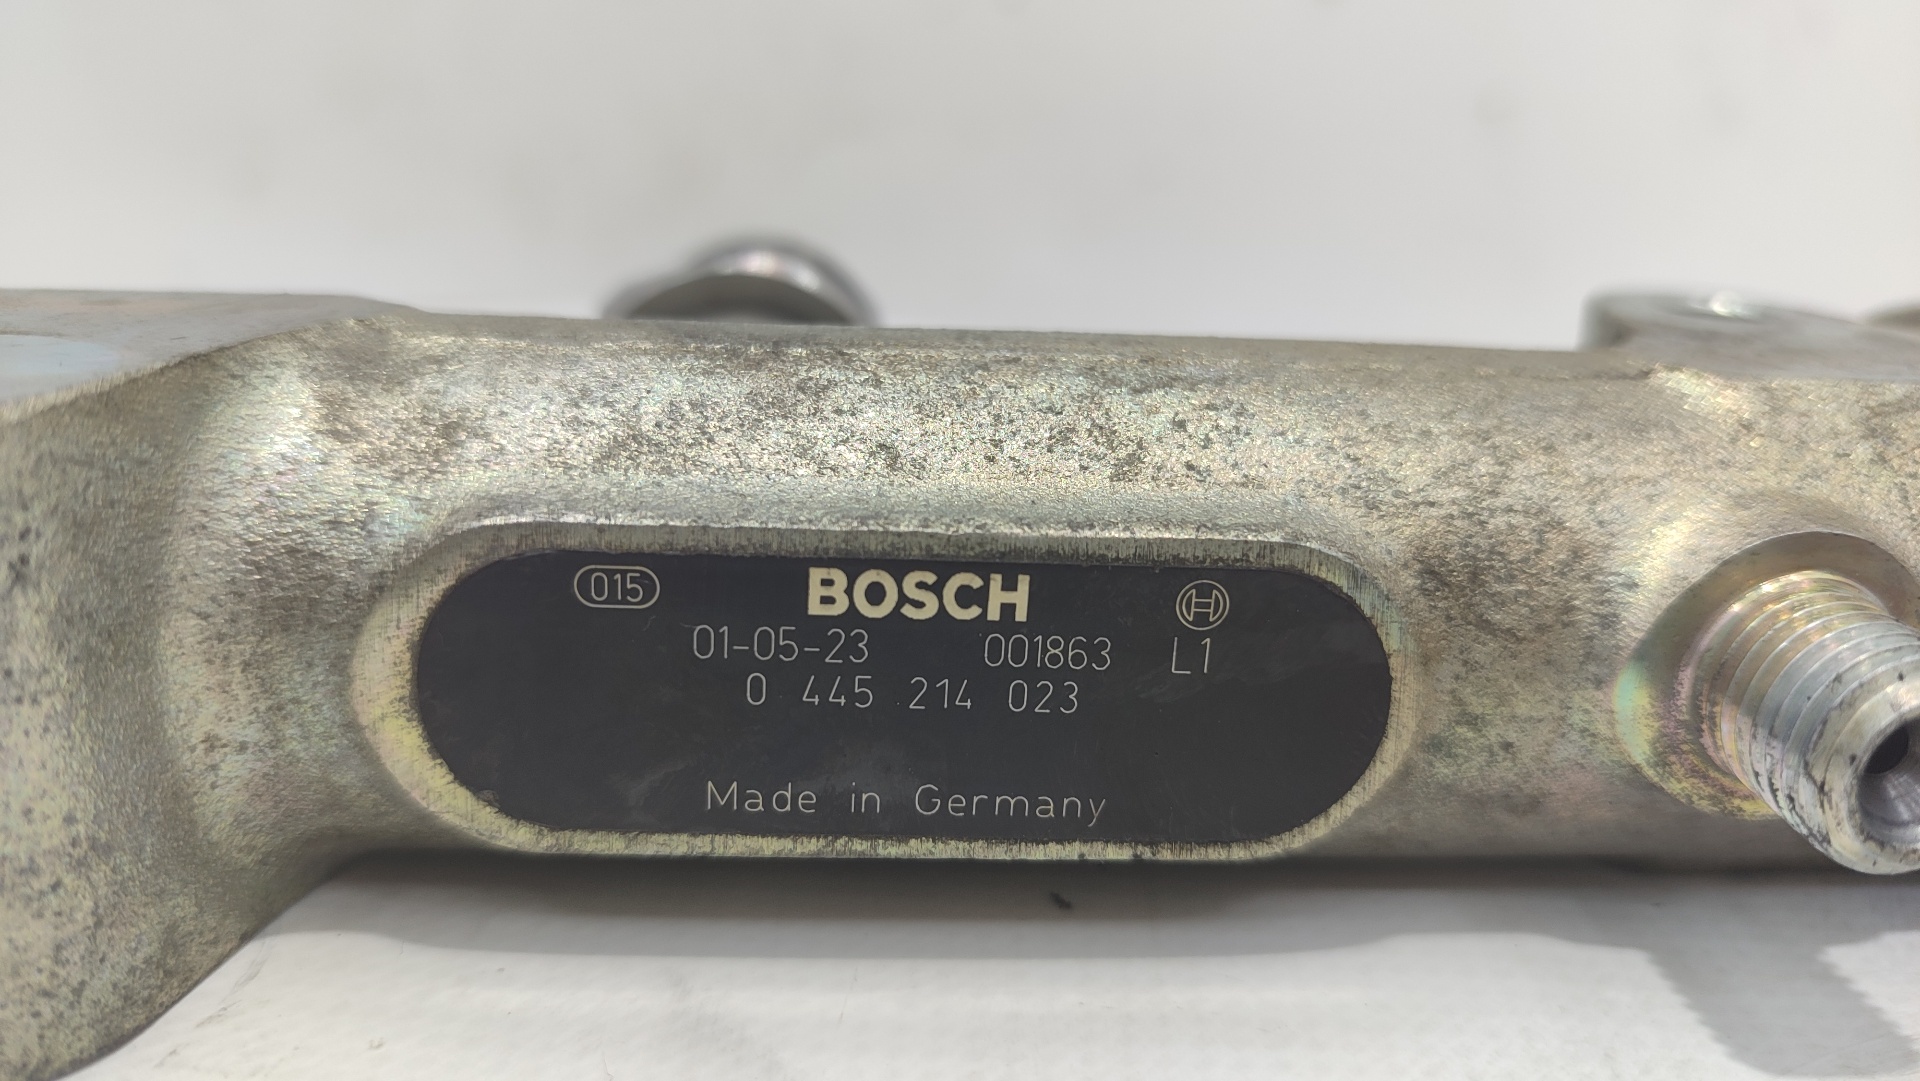 015 BOSCH
01-05-23 001863 L1
0 445 214 023
Made in Germany